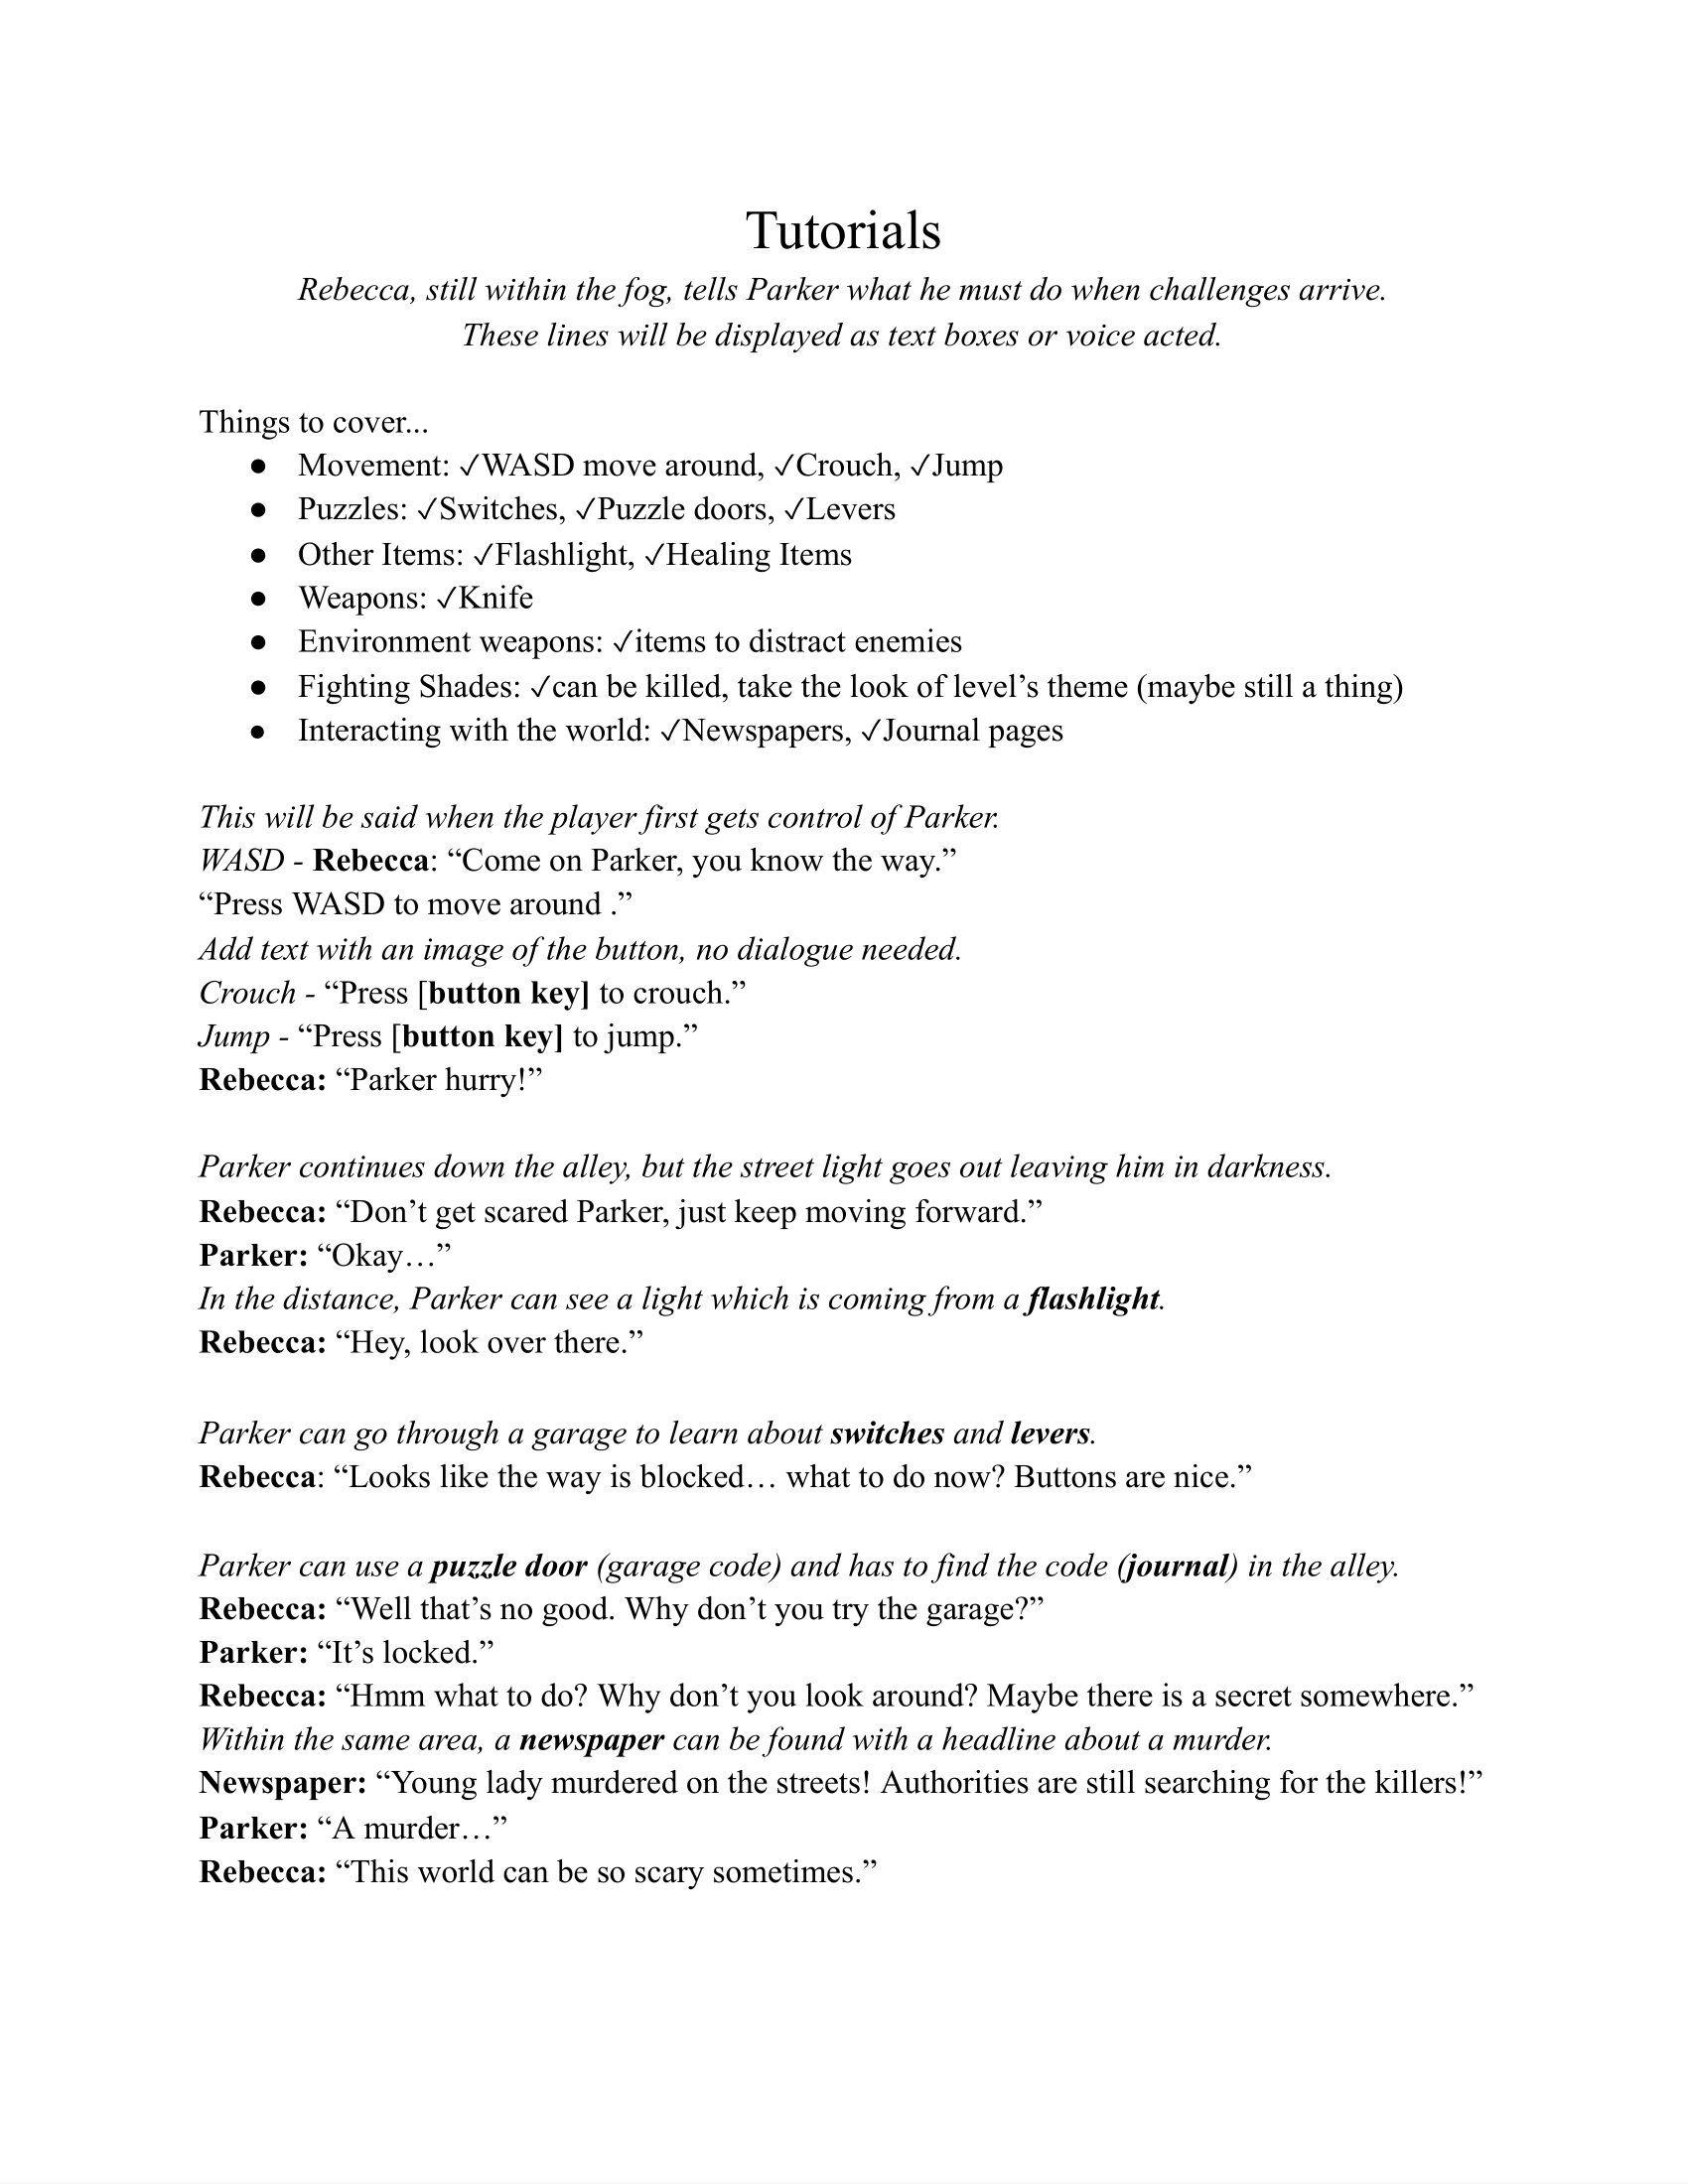 Tutorials
Rebecca, still within the fog, tells Parker what he must do when challenges arrive.
These lines will be displayed as text boxes or voice acted.
Things to cover...
● Movement: ✓WASD move around, ✓Crouch, ✓Jump
● Puzzles: ✓Switches, ✓Puzzle doors, ✓Levers
● Other Items: ✓Flashlight, ✓Healing Items
● Weapons: ✓Knife
● Environment weapons: ✓items to distract enemies
● Fighting Shades: ✓can be killed, take the look of level’s theme (maybe still a thing)
● Interacting with the world: ✓Newspapers, ✓Journal pages
This will be said when the player first gets control of Parker.
WASD - Rebecca: “Come on Parker, you know the way.”
“Press WASD to move around .”
Add text with an image of the button, no dialogue needed.
Crouch - “Press [button key] to crouch.”
Jump - “Press [button key] to jump.”
Rebecca: “Parker hurry!”
Parker continues down the alley, but the street light goes out leaving him in darkness.
Rebecca: “Don’t get scared Parker, just keep moving forward.”
Parker: “Okay…”
In the distance, Parker can see a light which is coming from a flashlight.
Rebecca: “Hey, look over there.”
Parker can go through a garage to learn about switches and levers.
Rebecca: “Looks like the way is blocked… what to do now? Buttons are nice.”
Parker can use a puzzle door (garage code) and has to find the code (journal) in the alley.
Rebecca: “Well that’s no good. Why don’t you try the garage?”
Parker: “It’s locked.”
Rebecca: “Hmm what to do? Why don’t you look around? Maybe there is a secret somewhere.”
Within the same area, a newspaper can be found with a headline about a murder.
Newspaper: “Young lady murdered on the streets! Authorities are still searching for the killers!”
Parker: “A murder…”
Rebecca: “This world can be so scary sometimes.”